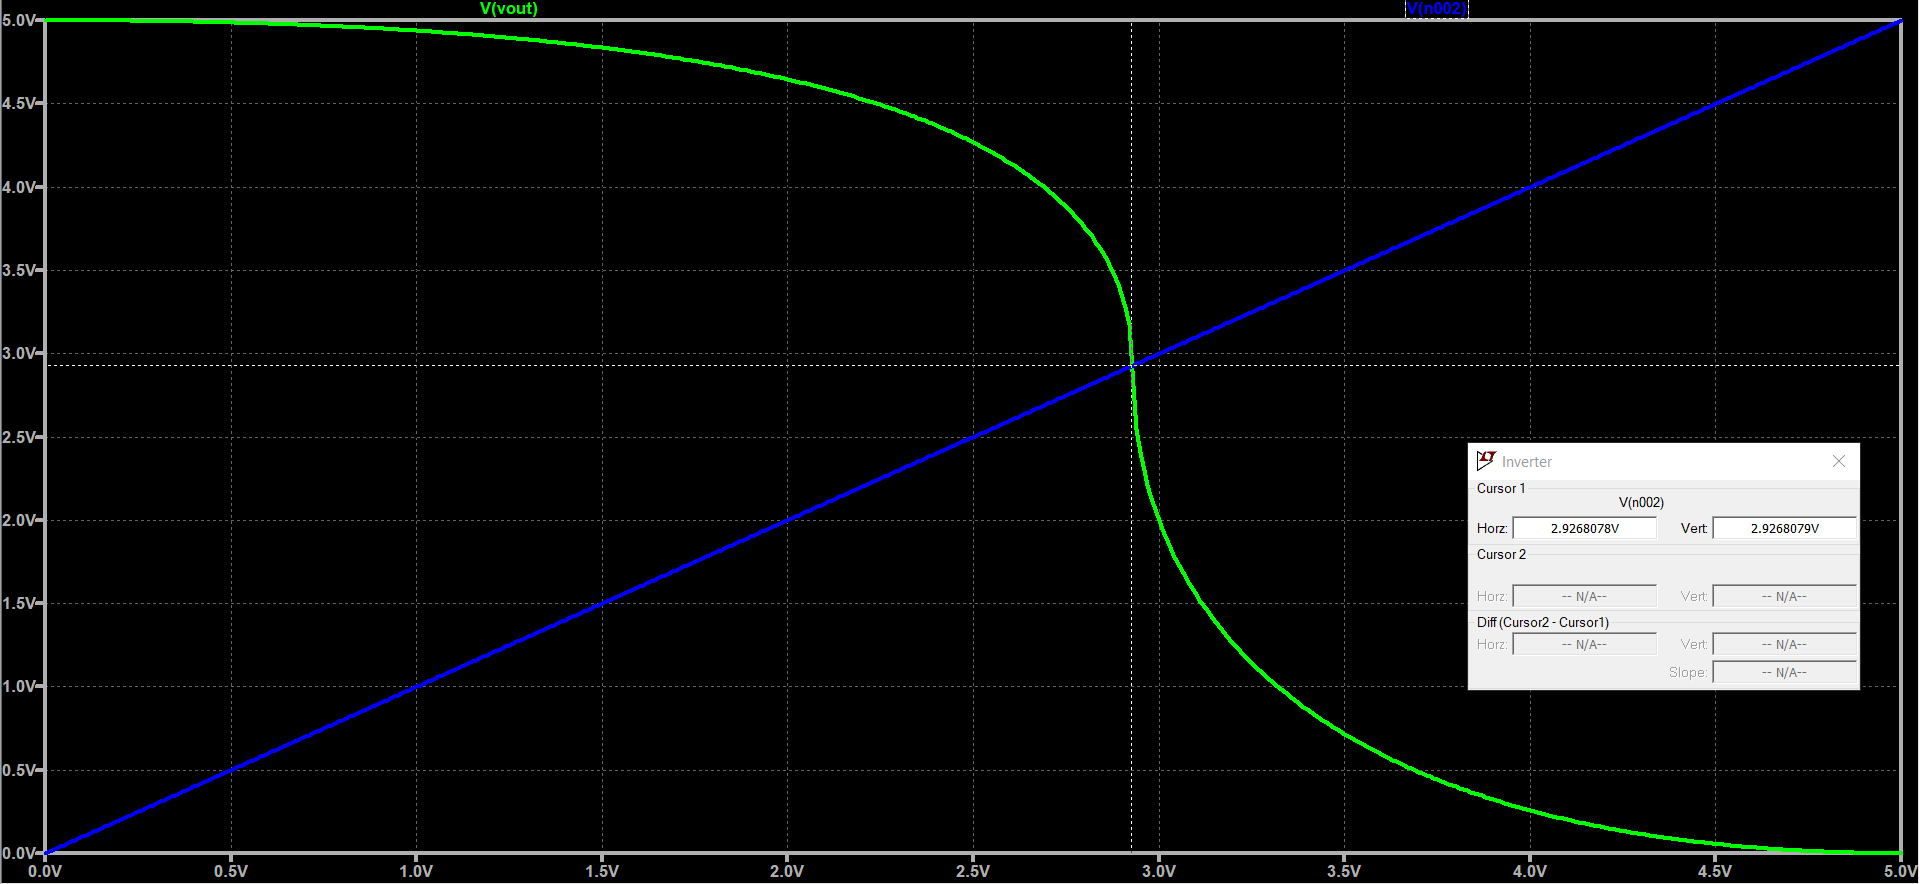 V(vout) V(n002)
5.0V
4.5V
4.0V
3.5V
3.0V
2.5V
2.0V
1.5V
1.0V
0.5V
0.0V
0.0V 0.5V 1.0V 1.5V 2.0V 2.5V 3.0V 3.5V 4.0V 4.5V 5.0V
Inverter
Cursor 1
V(n002)
Horz: 2.9268078V Vert: 2.9268079V
Cursor 2
Horz: -- N/A-- Vert: -- N/A--
Diff (Cursor2 - Cursor1)
Horz: -- N/A-- Vert: -- N/A--
Slope: -- N/A--